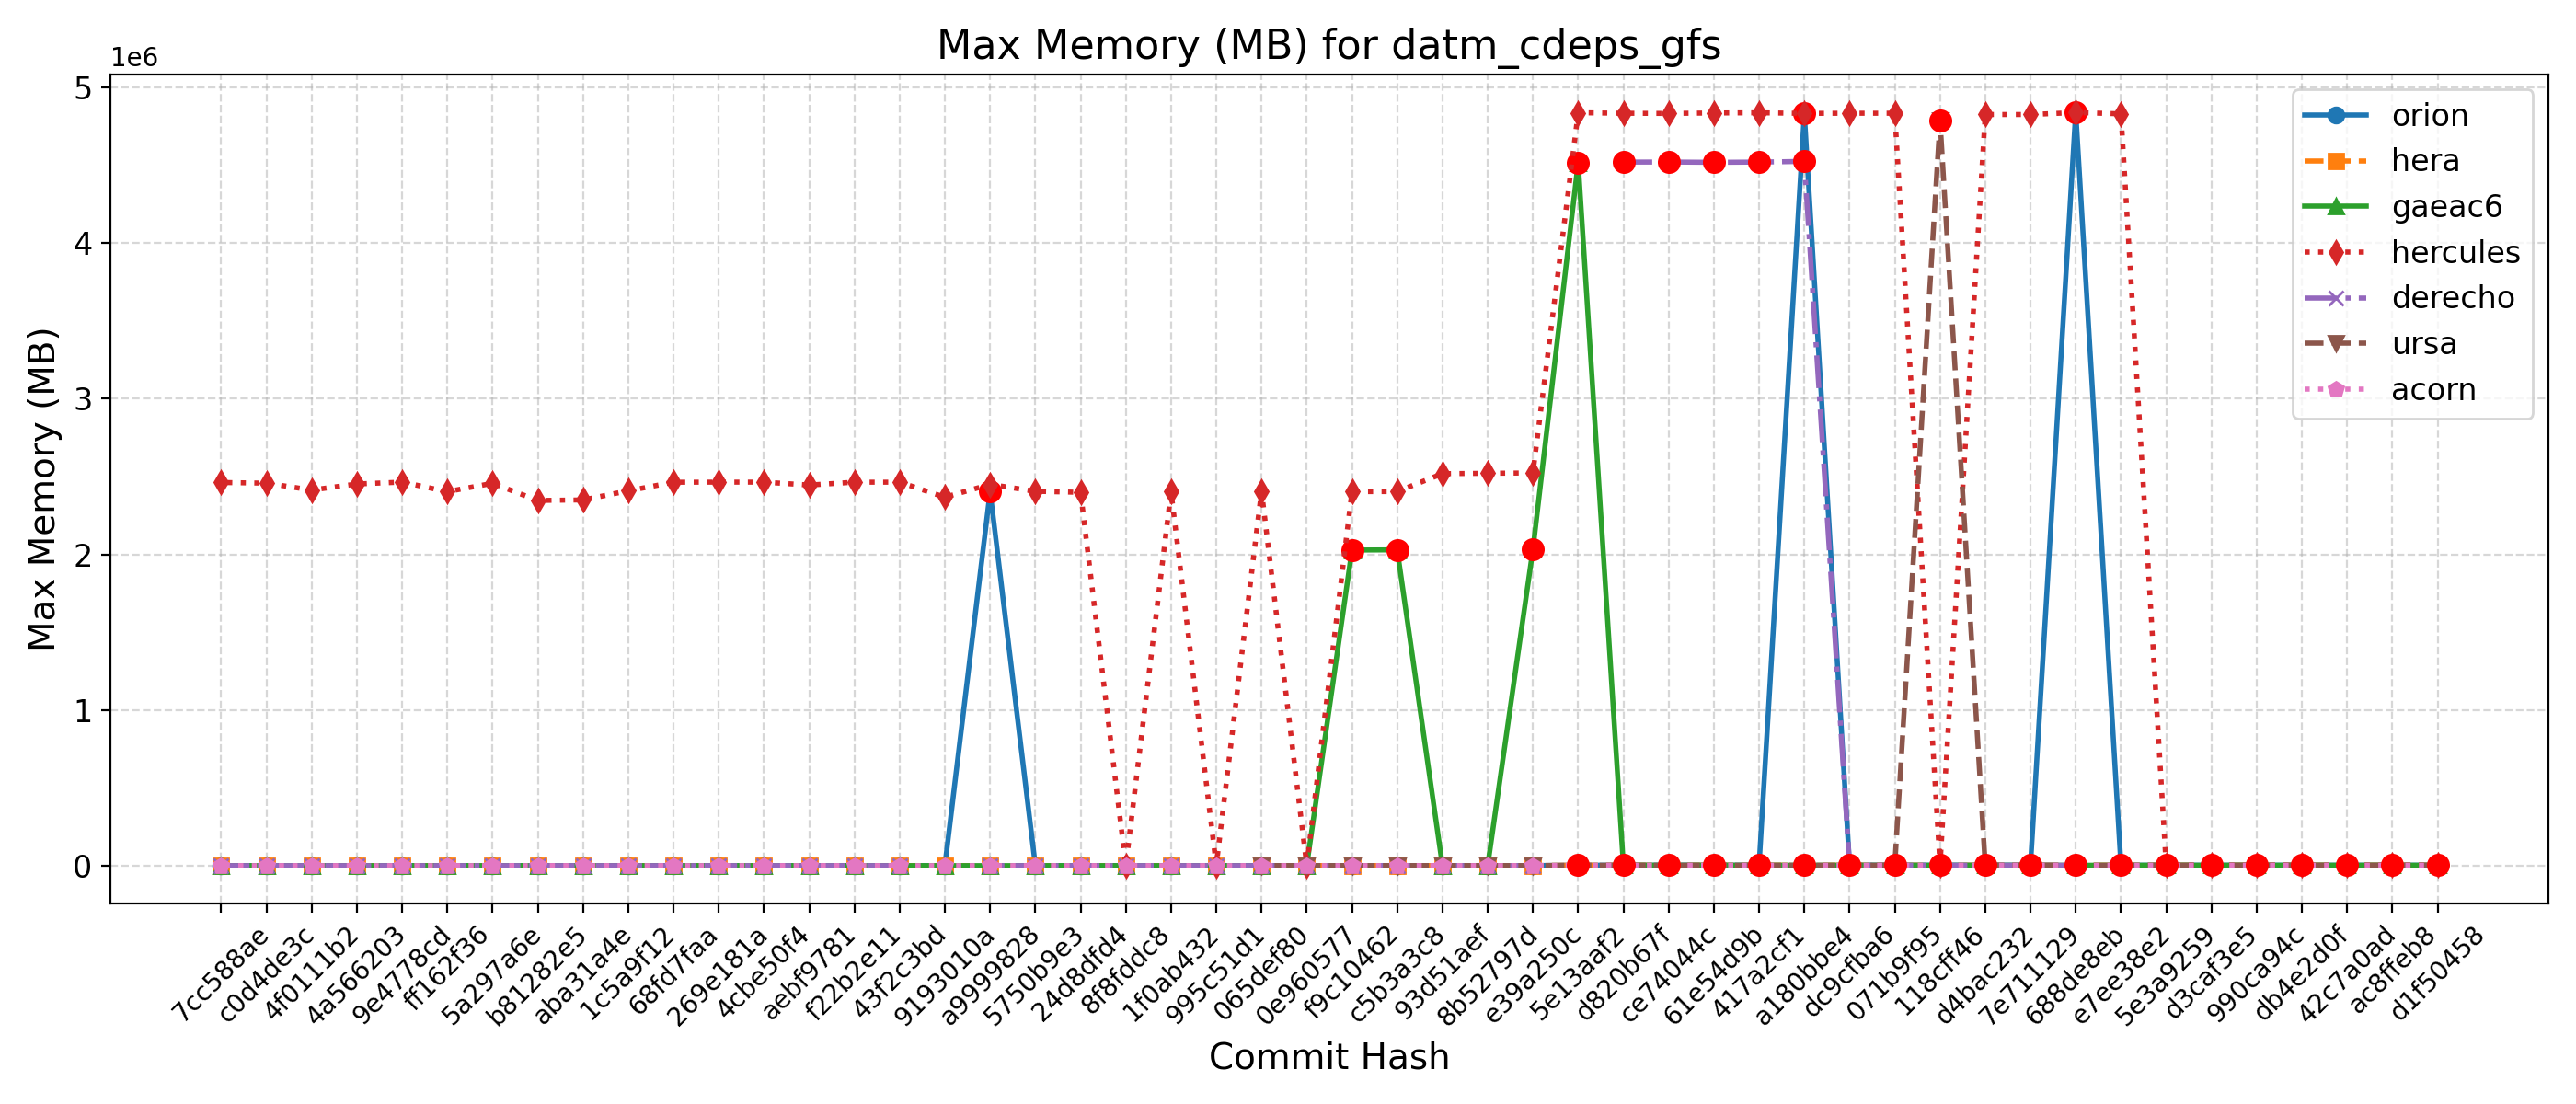 Max Memory (MB) for datm_cdeps_gfs
1e6
5
4
3
2
1
0
Max Memory (MB)
orion
hera
gaeac6
hercules
derecho
ursa
acorn
7cc588ae
c0d4de3c
4f0111b2
4a566203
9e4778cd
ff162f36
5a297a6e
b81282e5
aba31a4e
1c5a9f12
68fd7faa
269e181a
4cbe50f4
aebf9781
f22b2e11
43f2c3bd
9193010a
a9999828
5750b9e3
24d8dfd4
8f8fddc8
1f0ab432
995c51d1
065def80
0e960577
f9c10462
c5b3a3c8
93d51aef
8b52797d
e39a250c
5e13aaf2
d820b67f
ce74044c
61e54d9b
417a2cf1
a180bbe4
dc9cfba6
071b9f95
118cff46
d4bac232
7e711129
688de8eb
e7ee38e2
5e3a9259
d3caf3e5
990ca94c
db4e2d0f
42c7a0ad
ac8ffeb8
d1f50458
Commit Hash